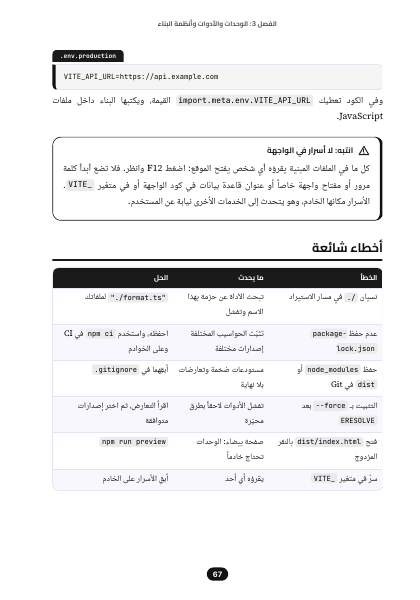 الفصل 3: الوحدات والأدوات وأنظمة البناء
.env.production
VITE_API_URL=https://api.example.com
وفي الكود تعطيك import.meta.env.VITE_API_URL القيمة، ويكتبها البناء داخل ملفات
JavaScript.
انتبه: لا أسرار في الواجهة
كل ما في الملفات المبنية يقرؤه أي شخص يفتح الموقع: اضغط F12 وانظر. فلا تضع أبداً كلمة
مرور أو مفتاح واجهة خاصاً أو عنوان قاعدة بيانات في كود الواجهة أو في متغير VITE_.
الأسرار مكانها الخادم، وهو يتحدث إلى الخدمات الأخرى نيابة عن المستخدم.
أخطاء شائعة
الخطأ ما يحدث الحل
نسيان ./ في مسار الاستيراد تبحث الأداة عن حزمة بهذا "./format.ts" لملفاتك
الاسم وتفشل
عدم حفظ package- تثبّت الحواسيب المختلفة احفظه، واستخدم npm ci في CI
lock.json إصدارات مختلفة وعلى الخوادم
حفظ node_modules أو مستودعات ضخمة وتعارضات أبقهما في .gitignore
dist في Git بلا نهاية
التثبيت بـ --force بعد تفشل الأدوات لاحقاً بطرق اقرأ التعارض، ثم اختر إصدارات
ERESOLVE محيّرة متوافقة
فتح dist/index.html بالنقر صفحة بيضاء: الوحدات npm run preview
المزدوج تحتاج خادماً
سرّ في متغير VITE_ يقرؤه أي أحد أبقِ الأسرار على الخادم
67